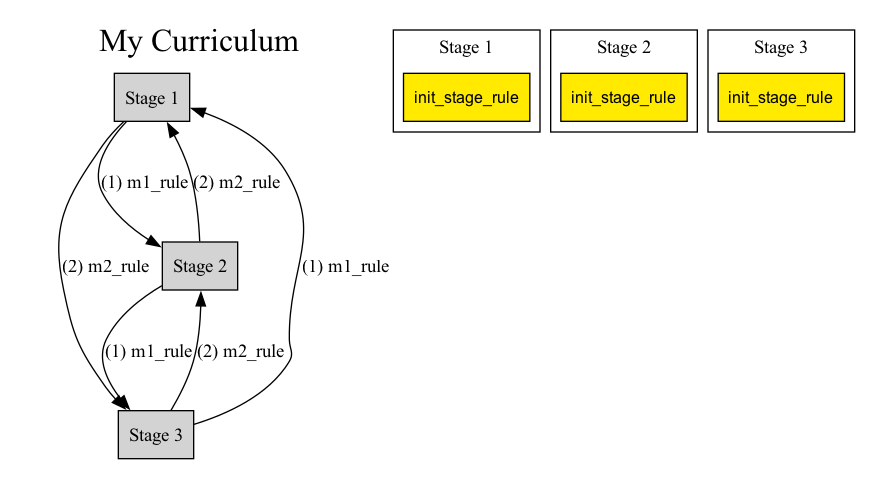 My Curriculum
Stage 1
(1) m1_rule
(2) m2_rule
(2) m2_rule
Stage 2
(1) m1_rule
(1) m1_rule
(2) m2_rule
Stage 3
Stage 1
init_stage_rule
Stage 2
init_stage_rule
Stage 3
init_stage_rule